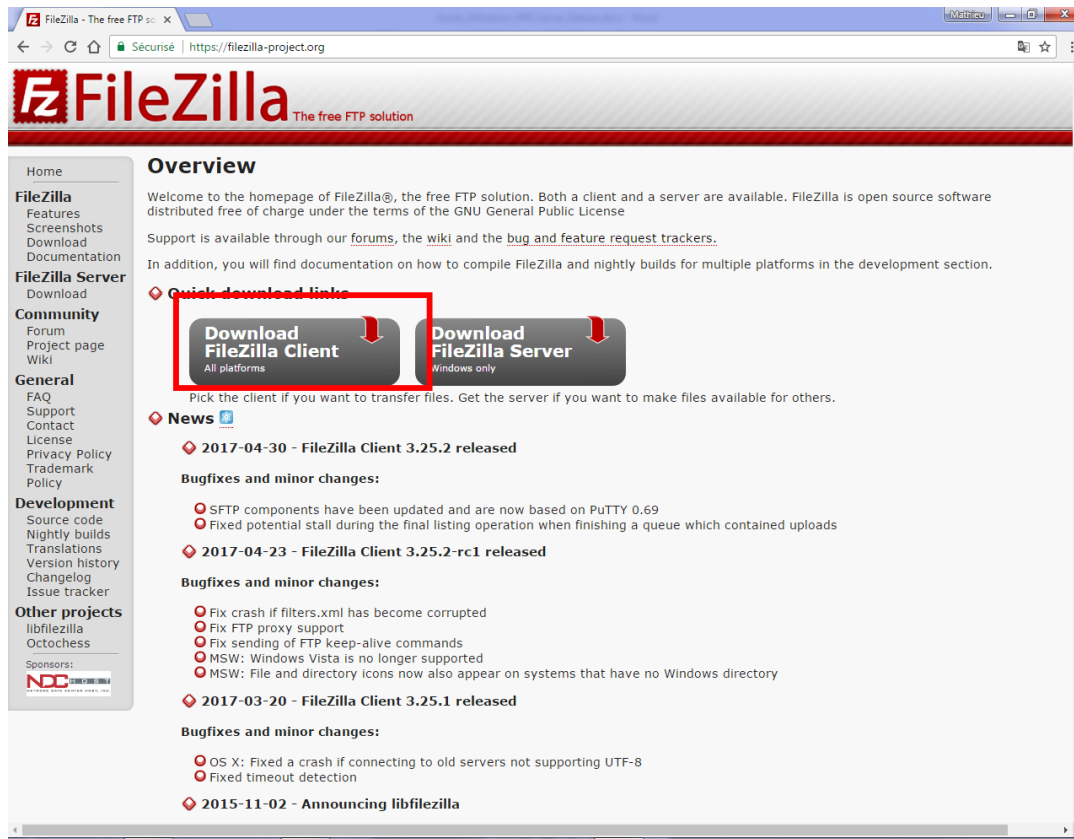 FileZilla - The free FTP so
Mathieu
Sécurisé | https://filezilla-project.org
FileZilla The free FTP solution
Home
FileZilla
Features
Screenshots
Download
Documentation
FileZilla Server
Download
Community
Forum
Project page
Wiki
General
FAQ
Support
Contact
License
Privacy Policy
Trademark
Policy
Development
Source code
Nightly builds
Translations
Version history
Changelog
Issue tracker
Other projects
libfilezilla
Octochess
Sponsors:
NDC HOST
Overview
Welcome to the homepage of FileZilla®, the free FTP solution. Both a client and a server are available. FileZilla is open source software
distributed free of charge under the terms of the GNU General Public License
Support is available through our forums, the wiki and the bug and feature request trackers.
In addition, you will find documentation on how to compile FileZilla and nightly builds for multiple platforms in the development section.
Quick download links
Download
FileZilla Client
All platforms
Download
FileZilla Server
Windows only
Pick the client if you want to transfer files. Get the server if you want to make files available for others.
News
2017-04-30 - FileZilla Client 3.25.2 released
Bugfixes and minor changes:
SFTP components have been updated and are now based on PuTTY 0.69
Fixed potential stall during the final listing operation when finishing a queue which contained uploads
2017-04-23 - FileZilla Client 3.25.2-rc1 released
Bugfixes and minor changes:
Fix crash if filters.xml has become corrupted
Fix FTP proxy support
Fix sending of FTP keep-alive commands
MSW: Windows Vista is no longer supported
MSW: File and directory icons now also appear on systems that have no Windows directory
2017-03-20 - FileZilla Client 3.25.1 released
Bugfixes and minor changes:
OS X: Fixed a crash if connecting to old servers not supporting UTF-8
Fixed timeout detection
2015-11-02 - Announcing libfilezilla